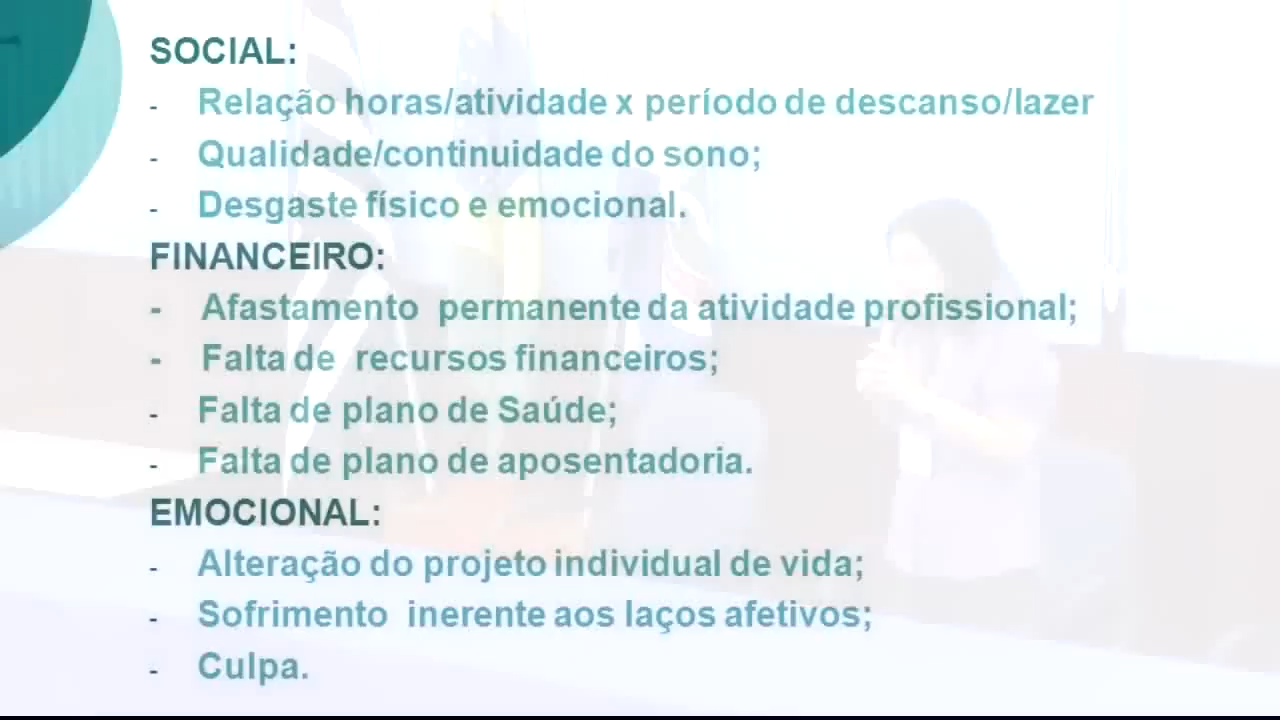 SOCIAL:
- Relação horas/atividade x período de descanso/lazer
- Qualidade/continuidade do sono;
- Desgaste físico e emocional.
FINANCEIRO:
- Afastamento permanente da atividade profissional;
- Falta de recursos financeiros;
- Falta de plano de Saúde;
- Falta de plano de aposentadoria.
EMOCIONAL:
- Alteração do projeto individual de vida;
- Sofrimento inerente aos laços afetivos;
- Culpa.